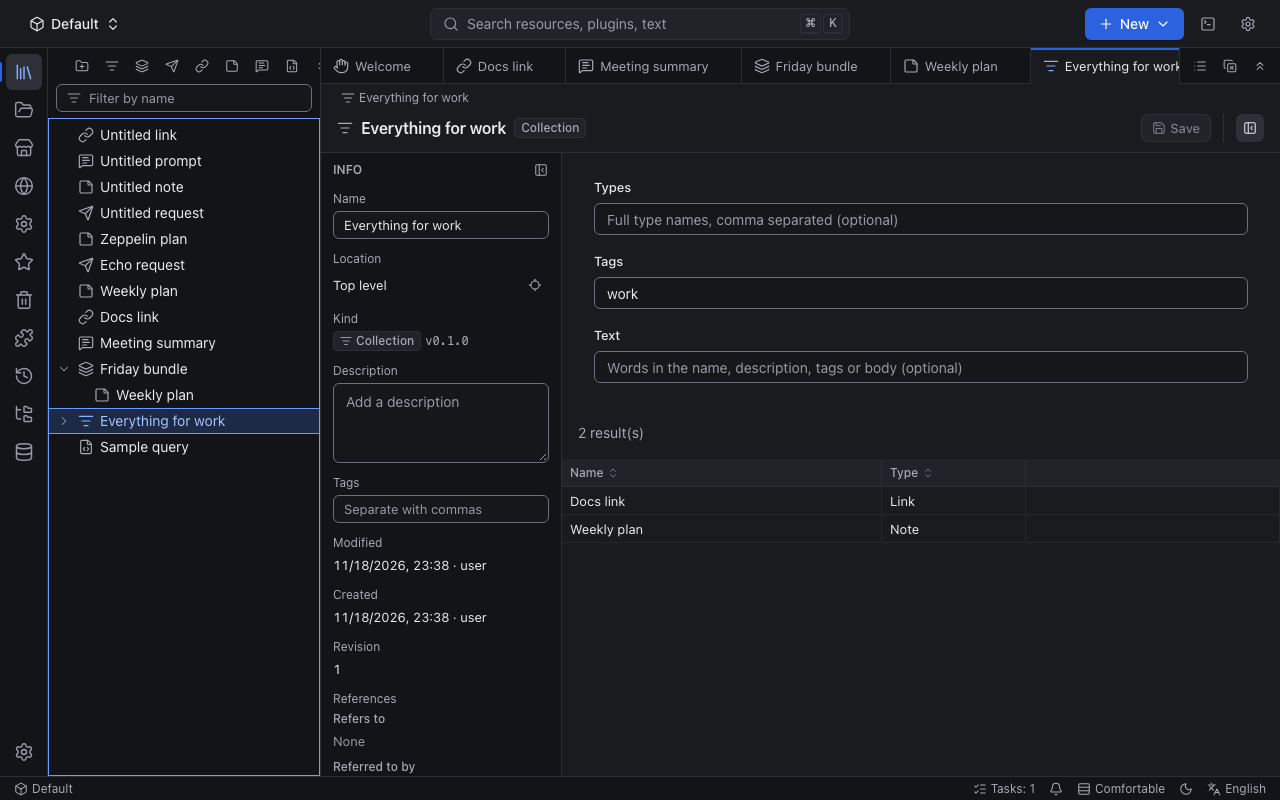 Default
Search resources, plugins, text
⌘ K
New
Filter by name
Untitled link
Untitled prompt
Untitled note
Untitled request
Zeppelin plan
Echo request
Weekly plan
Docs link
Meeting summary
Friday bundle
Weekly plan
Everything for work
Sample query
Welcome
Docs link
Meeting summary
Friday bundle
Weekly plan
Everything for work
Everything for work
Everything for work
Collection
Save
INFO
Name
Everything for work
Location
Top level
Kind
Collection v0.1.0
Description
Add a description
Tags
Separate with commas
Modified
11/18/2026, 23:38 · user
Created
11/18/2026, 23:38 · user
Revision
1
References
Refers to
None
Referred to by
Types
Full type names, comma separated (optional)
Tags
work
Text
Words in the name, description, tags or body (optional)
2 result(s)
Name Type
Docs link Link
Weekly plan Note
Default
Tasks: 1
Comfortable
English